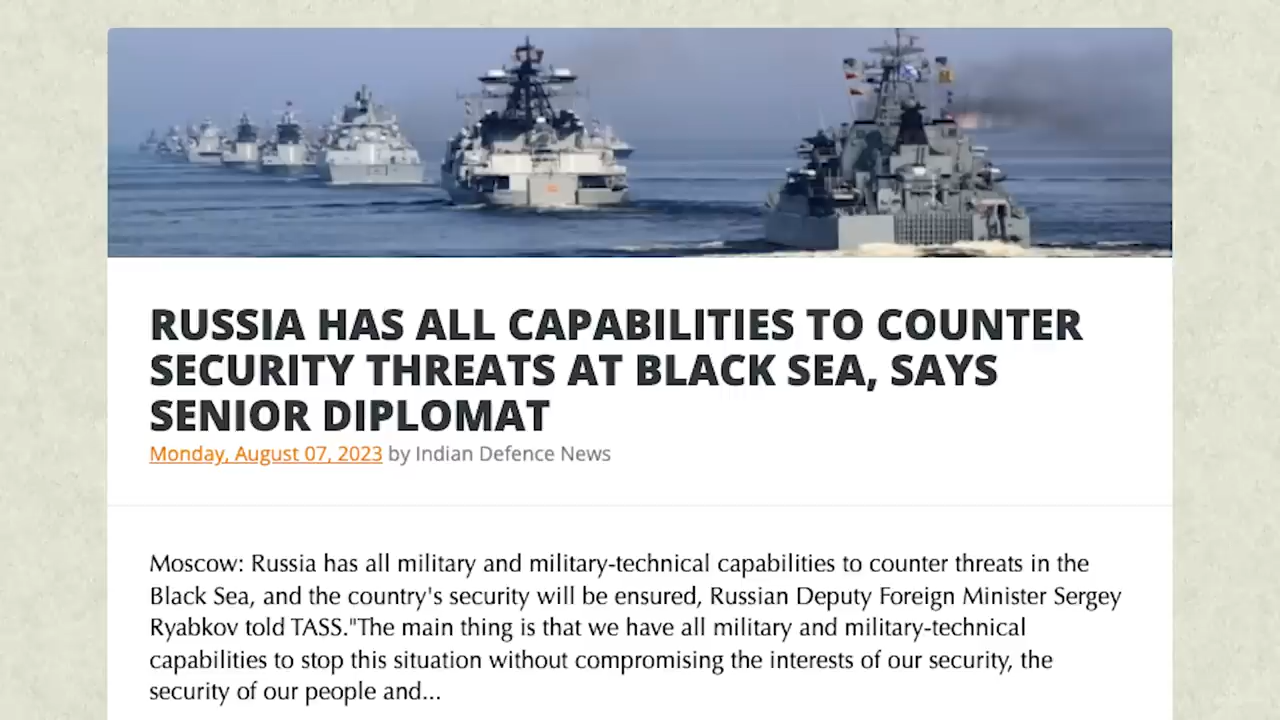 RUSSIA HAS ALL CAPABILITIES TO COUNTER
SECURITY THREATS AT BLACK SEA, SAYS
SENIOR DIPLOMAT
Monday, August 07, 2023 by Indian Defence News
Moscow: Russia has all military and military-technical capabilities to counter threats in the
Black Sea, and the country's security will be ensured, Russian Deputy Foreign Minister Sergey
Ryabkov told TASS."The main thing is that we have all military and military-technical
capabilities to stop this situation without compromising the interests of our security, the
security of our people and...